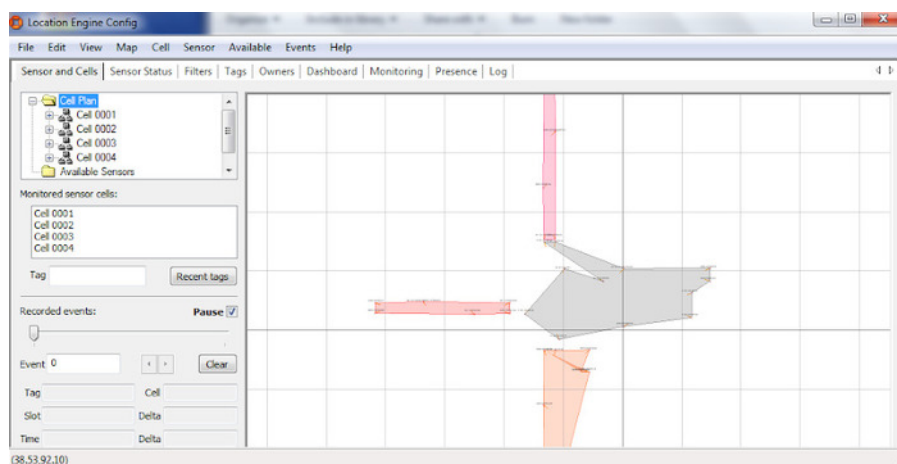 Location Engine Config
File Edit View Map Cell Sensor Available Events Help
Sensor and Cells Sensor Status Filters Tags Owners Dashboard Monitoring Presence Log
Cell Plan
Cell 0001
Cell 0002
Cell 0003
Cell 0004
Available Sensors
Monitored sensor cells:
Cell 0001
Cell 0002
Cell 0003
Cell 0004
Tag Recent tags
Recorded events: Pause
Event 0 Clear
Tag Cell
Slot Delta
Time Delta
(38.53,92.10)